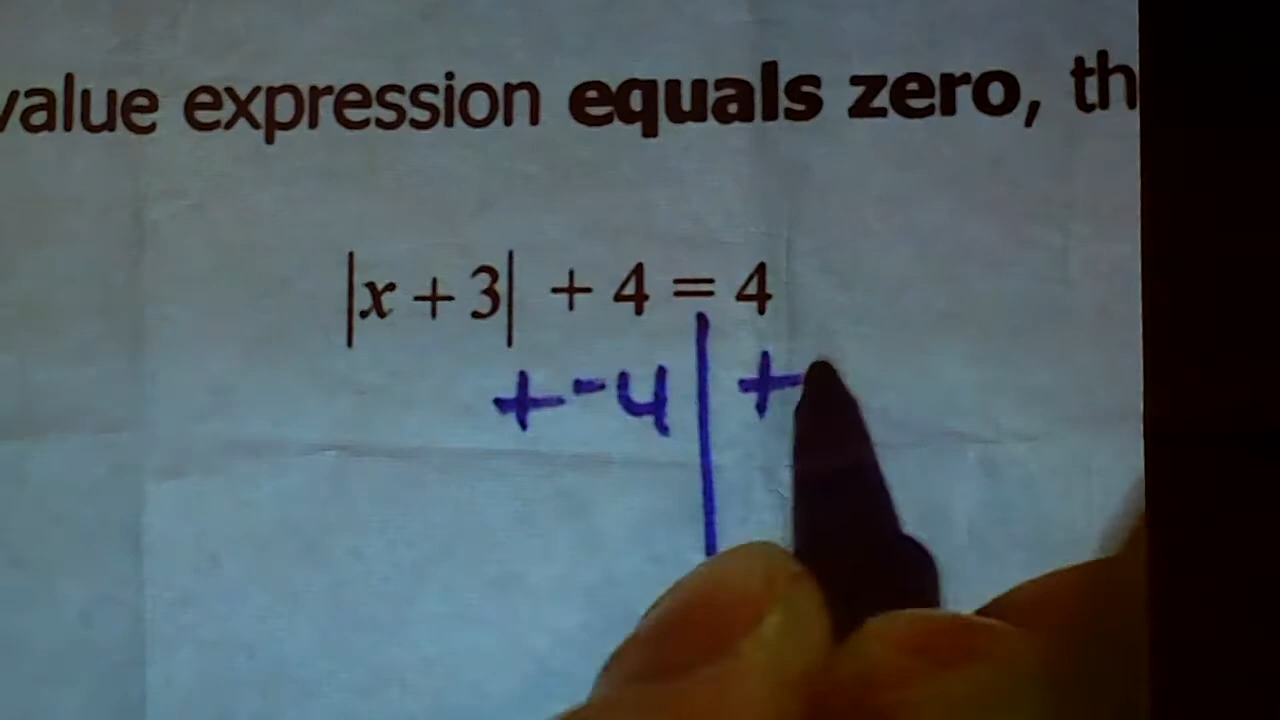 value expression equals zero, th
|x + 3| + 4 = 4
+ -4 | +